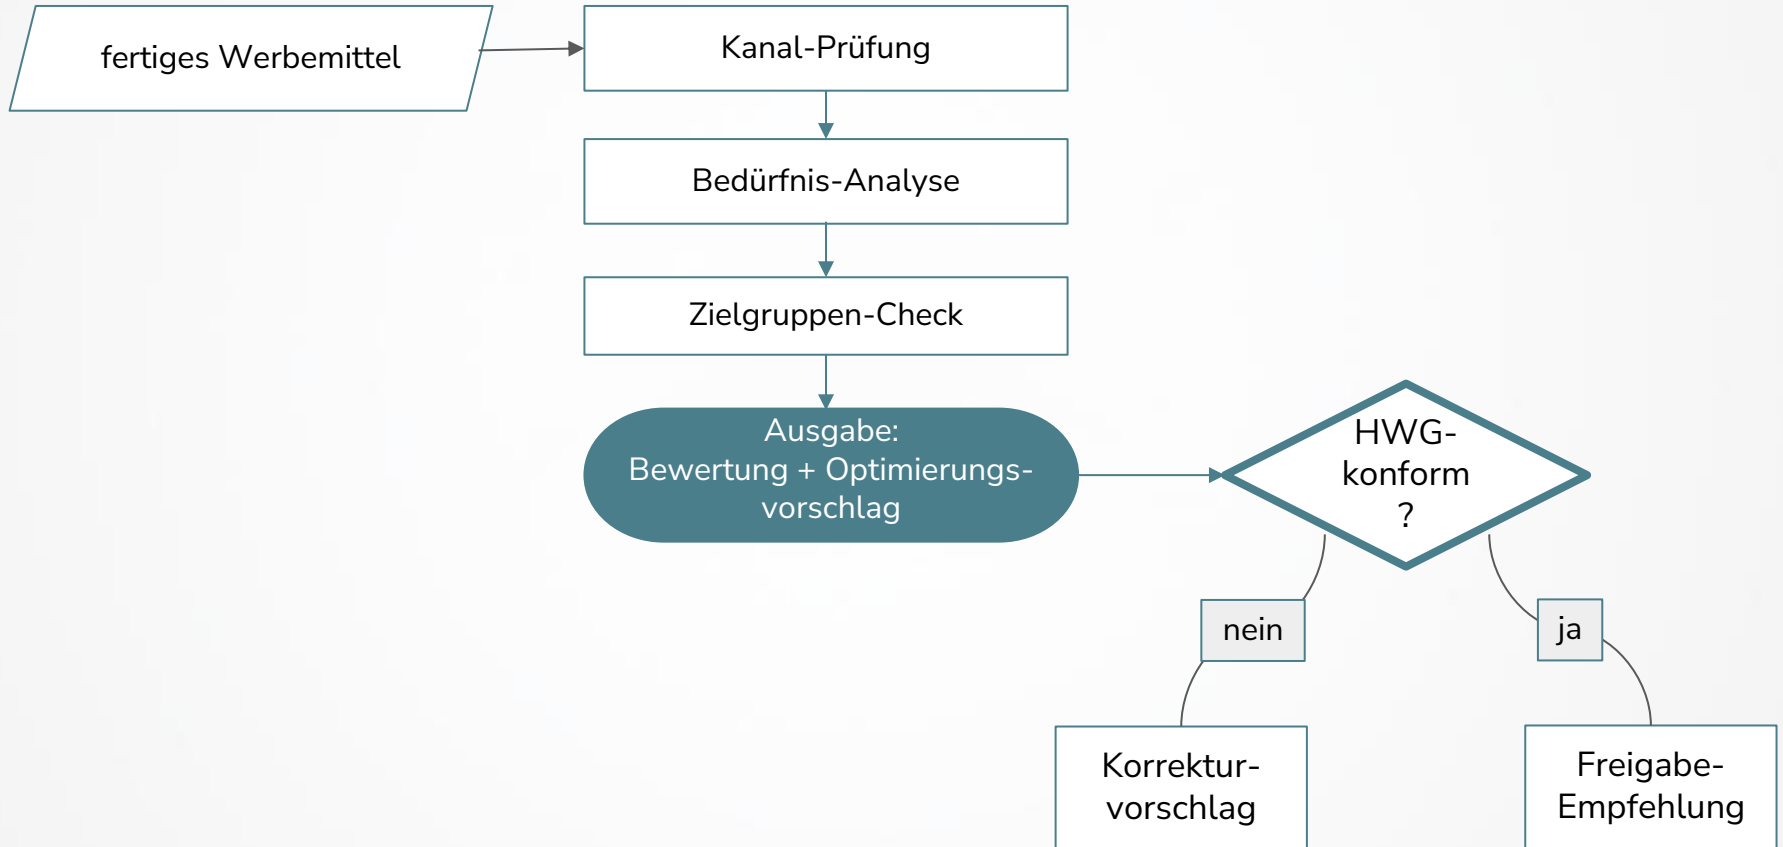 fertiges Werbemittel
Kanal-Prüfung
Bedürfnis-Analyse
Zielgruppen-Check
Ausgabe:
Bewertung + Optimierungs-
vorschlag
HWG-
konform
?
nein
ja
Korrektur-
vorschlag
Freigabe-
Empfehlung